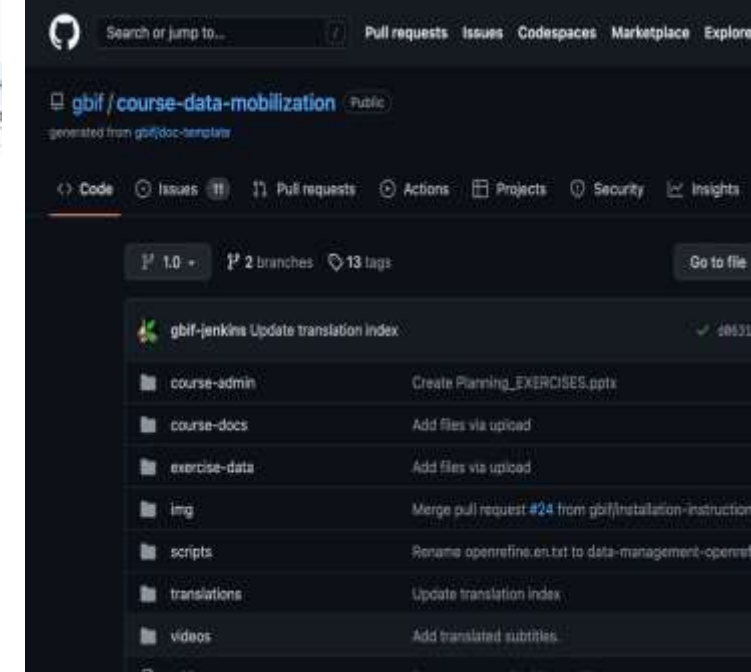 Search or jump to... /
Pull requests Issues Codespaces Marketplace Explore
gbif / course-data-mobilization Public
generated from gbif/doc-template
Code Issues 11 Pull requests Actions Projects Security Insights
1.0 2 branches 13 tags Go to file
gbif-jenkins Update translation index d0631
course-admin Create Planning_EXERCISES.pptx
course-docs Add files via upload
exercise-data Add files via upload
img Merge pull request #24 from gbif/installation-instruction
scripts Rename openrefine.en.txt to data-management-openref
translations Update translation index
videos Add translated subtitles.